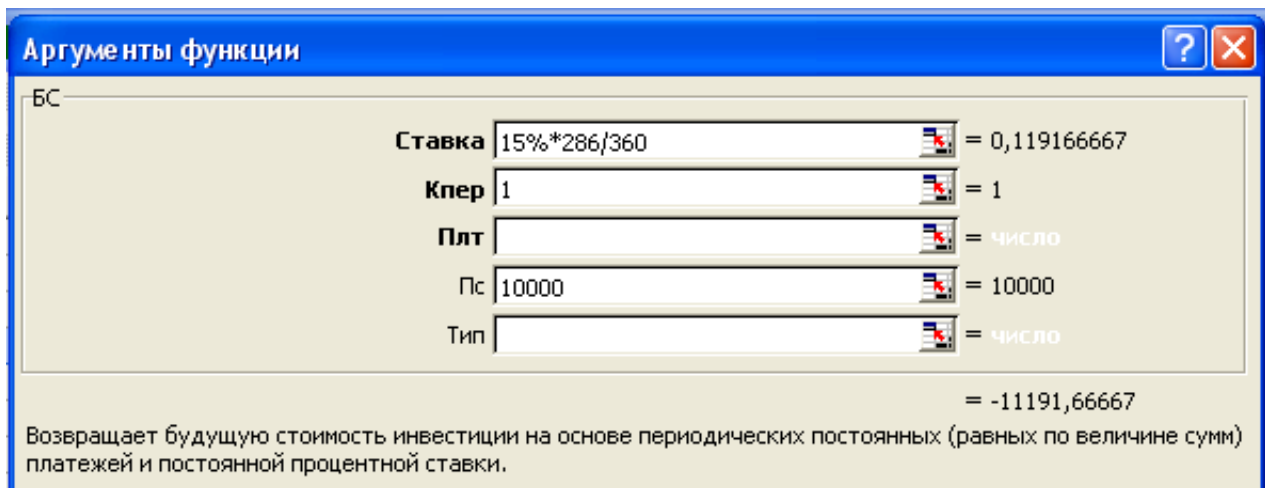 Аргументы функции
БС
Ставка 15%*286/360 = 0,119166667
Кпер 1 = 1
Плт = число
Пс 10000 = 10000
Тип = число
= -11191,66667
Возвращает будущую стоимость инвестиции на основе периодических постоянных (равных по величине сумм)
платежей и постоянной процентной ставки.